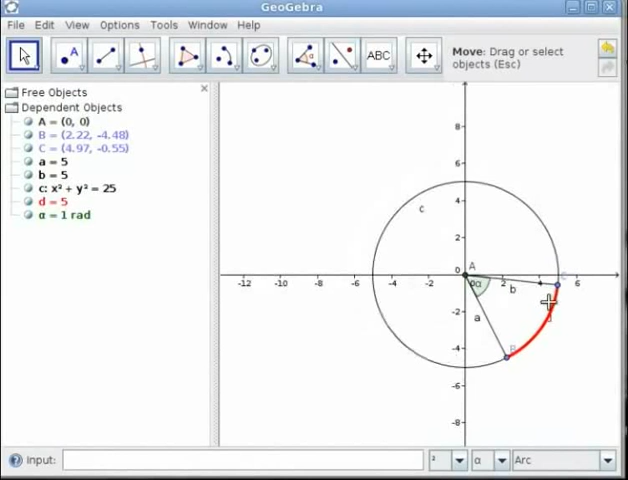 GeoGebra
File Edit View Options Tools Window Help
A
α
ABC
Move: Drag or select
objects (Esc)
Free Objects
Dependent Objects
A = (0, 0)
B = (2.22, -4.48)
C = (4.97, -0.55)
a = 5
b = 5
c: x² + y² = 25
d = 5
α = 1 rad
8
6
c
4
2
A
0
-12 -10 -8 -6 -4 -2 0 2 4 6
C
α
b
-2
a
d
-4
B
-6
-8
Input:
²
α
Arc